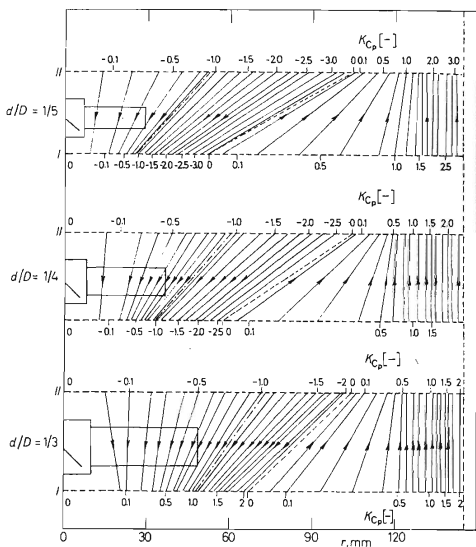 K_Cp [-]
-0.1 -0.5 -1.0 -1.5 -2.0 -2.5 -3.0 0 0.1 0.5 1.0 1.5 2.0 3.0
II
d/D = 1/5
0
I
-0.1 -0.5 -1.0 -1.5 -2.0 -2.5 -3.0 0 0.1 0.5 1.0 1.5 2.5
K_Cp [-]
0 -0.1 -0.5 -1.0 -1.5 -2.0 -2.5 0 0.1 0.5 1.0 1.5 2.0
II
d/D = 1/4
I
0 -0.1 -0.5 -1.0 -1.5 -2.0 -2.5 0 0.1 0.5 1.0 1.5
K_Cp [-]
0 -0.1 -0.5 -1.0 -1.5 -2 0 0.1 0.5 1.0 1.5 2
II
d/D = 1/3
I
0 0.1 0.5 1.0 1.5 2 0 0.1 0.5 1.0 1.5 2
K_Cp [-]
0 30 60 90 120
r, mm